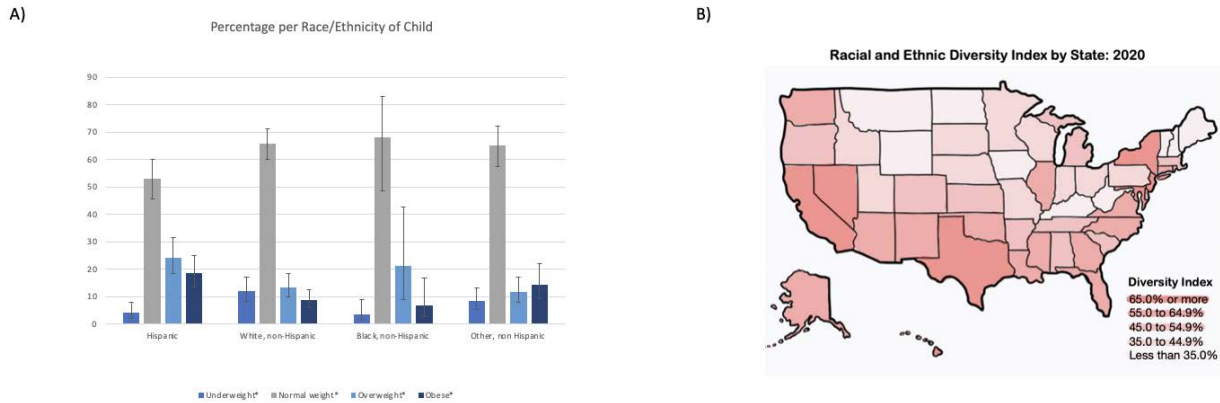 A)
Percentage per Race/Ethnicity of Child
90
80
70
60
50
40
30
20
10
0
Hispanic
White, non-Hispanic
Black, non-Hispanic
Other, non Hispanic
Underweight* Normal weight* Overweight* Obese*
B)
Racial and Ethnic Diversity Index by State: 2020
Diversity Index
65.0% or more
55.0 to 64.9%
45.0 to 54.9%
35.0 to 44.9%
Less than 35.0%